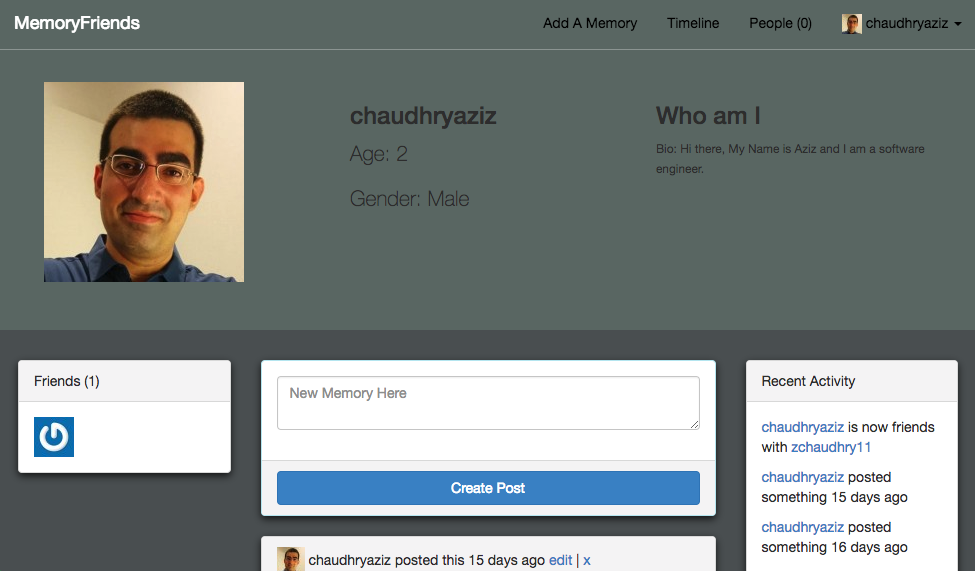 MemoryFriends
Add A Memory
Timeline
People (0)
chaudhryaziz
chaudhryaziz
Age: 2
Gender: Male
Who am I
Bio: Hi there, My Name is Aziz and I am a software
engineer.
Friends (1)
New Memory Here
Create Post
chaudhryaziz posted this 15 days ago edit | x
Recent Activity
chaudhryaziz is now friends
with zchaudhry11
chaudhryaziz posted
something 15 days ago
chaudhryaziz posted
something 16 days ago